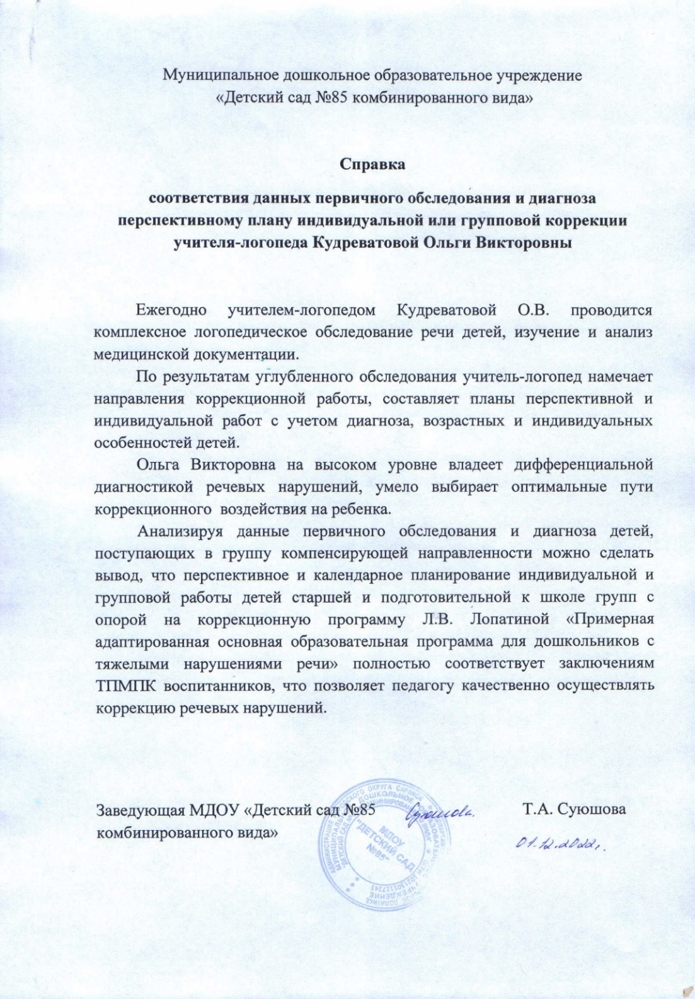 Муниципальное дошкольное образовательное учреждение
«Детский сад №85 комбинированного вида»
Справка
соответствия данных первичного обследования и диагноза
перспективному плану индивидуальной или групповой коррекции
учителя-логопеда Кудреватовой Ольги Викторовны
Ежегодно учителем-логопедом Кудреватовой О.В. проводится
комплексное логопедическое обследование речи детей, изучение и анализ
медицинской документации.
По результатам углубленного обследования учитель-логопед намечает
направления коррекционной работы, составляет планы перспективной и
индивидуальной работ с учетом диагноза, возрастных и индивидуальных
особенностей детей.
Ольга Викторовна на высоком уровне владеет дифференциальной
диагностикой речевых нарушений, умело выбирает оптимальные пути
коррекционного воздействия на ребенка.
Анализируя данные первичного обследования и диагноза детей,
поступающих в группу компенсирующей направленности можно сделать
вывод, что перспективное и календарное планирование индивидуальной и
групповой работы детей старшей и подготовительной к школе групп с
опорой на коррекционную программу Л.В. Лопатиной «Примерная
адаптированная основная образовательная программа для дошкольников с
тяжелыми нарушениями речи» полностью соответствует заключениям
ТПМПК воспитанников, что позволяет педагогу качественно осуществлять
коррекцию речевых нарушений.
Заведующая МДОУ «Детский сад №85 Суюшова. Т.А. Суюшова
комбинированного вида»
01.12.2022г.
МДОУ
"ДЕТСКИЙ САД
№85"